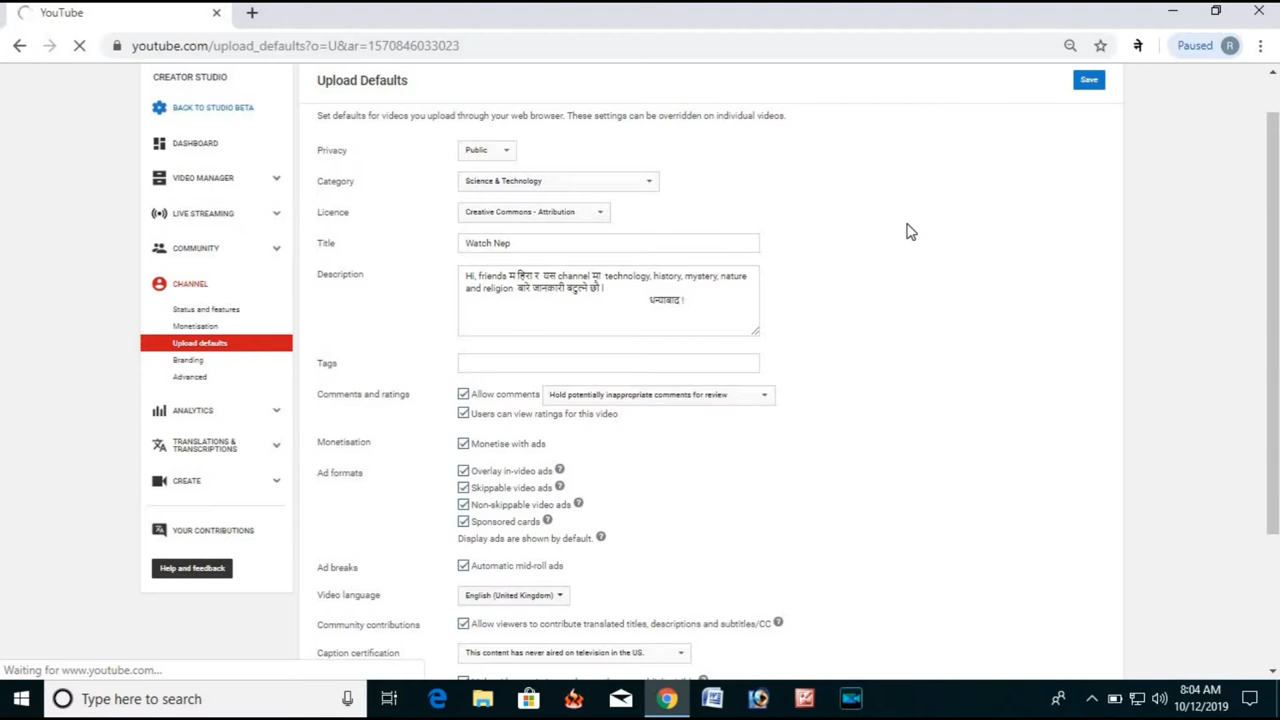 YouTube
youtube.com/upload_defaults?o=U&ar=1570846033023
ने
Paused R
CREATOR STUDIO
BACK TO STUDIO BETA
DASHBOARD
VIDEO MANAGER
LIVE STREAMING
COMMUNITY
CHANNEL
Status and features
Monetisation
Upload defaults
Branding
Advanced
ANALYTICS
TRANSLATIONS &
TRANSCRIPTIONS
CREATE
YOUR CONTRIBUTIONS
Help and feedback
Upload Defaults
Save
Set defaults for videos you upload through your web browser. These settings can be overridden on individual videos.
Privacy Public
Category Science & Technology
Licence Creative Commons - Attribution
Title Watch Nep
Description Hi, friends म हिरा र यस channel मा technology, history, mystery, nature
and religion बारे जानकारी बटुल्ने छौ ।
धन्याबाद !
Tags
Comments and ratings Allow comments Hold potentially inappropriate comments for review
Users can view ratings for this video
Monetisation Monetise with ads
Ad formats Overlay in-video ads ?
Skippable video ads ?
Non-skippable video ads ?
Sponsored cards ?
Display ads are shown by default. ?
Ad breaks Automatic mid-roll ads
Video language English (United Kingdom)
Community contributions Allow viewers to contribute translated titles, descriptions and subtitles/CC ?
Caption certification This content has never aired on television in the US.
Waiting for www.youtube.com...
Type here to search
8:04 AM
10/12/2019